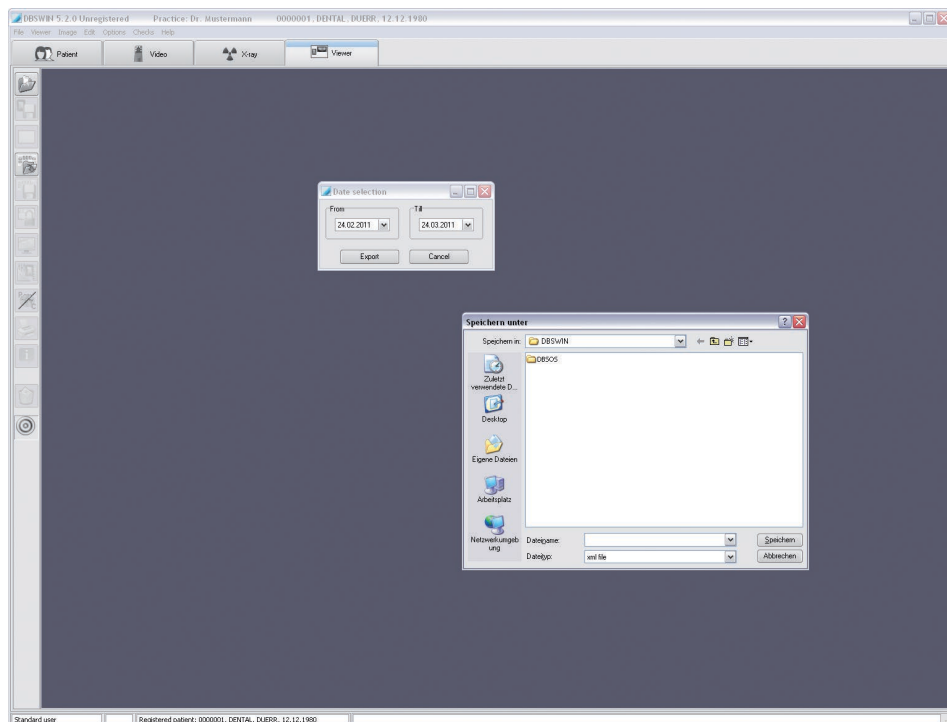 DBSWIN 5.2.0 Unregistered Practice: Dr. Mustermann 0000001, DENTAL, DUERR, 12.12.1980
File Viewer Image Edit Options Checks Help
Patient Video X-ray Viewer
Date selection
From Till
24.02.2011 24.03.2011
Export Cancel
Speichern unter
Speichern in: DBSWIN
DBSOS
Zuletzt
verwendete D...
Desktop
Eigene Dateien
Arbeitsplatz
Netzwerkumgeb
ung
Dateiname: Speichern
Dateityp: xml file Abbrechen
Standard user Registered patient: 0000001, DENTAL, DUERR, 12.12.1980